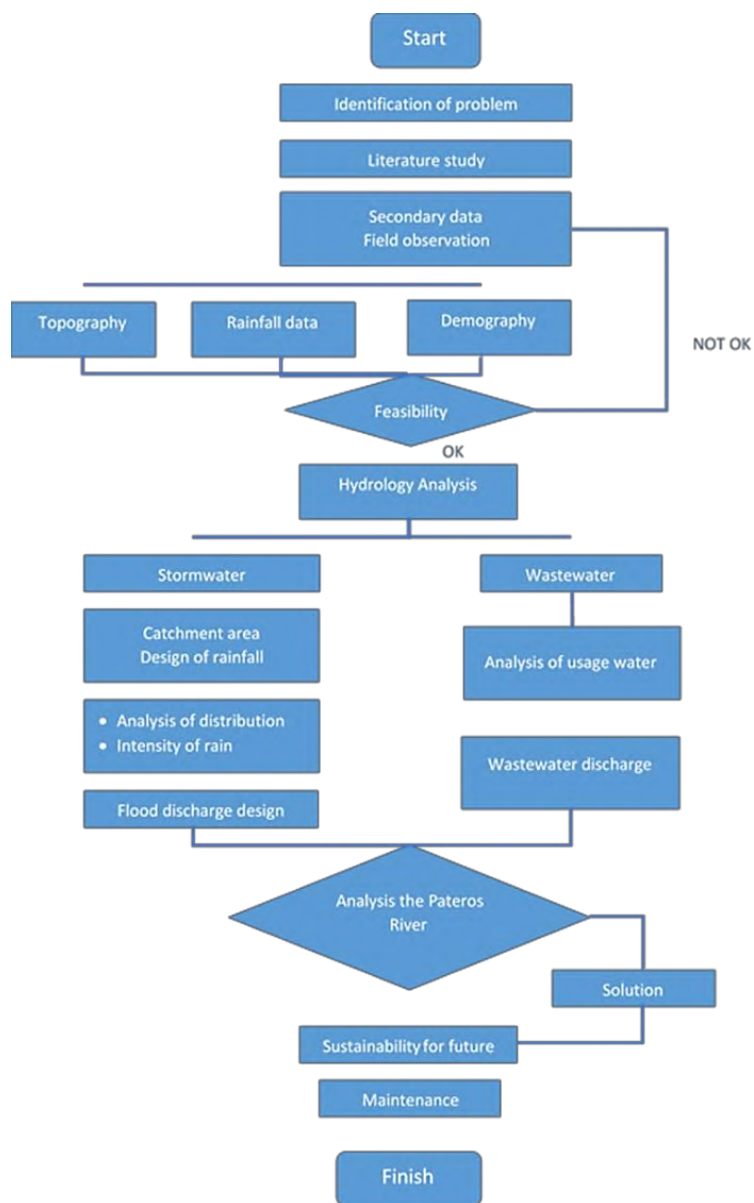 Start
Identification of problem
Literature study
Secondary data
Field observation
Topography
Rainfall data
Demography
NOT OK
Feasibility
OK
Hydrology Analysis
Stormwater
Wastewater
Catchment area
Design of rainfall
Analysis of usage water
• Analysis of distribution
• Intensity of rain
Wastewater discharge
Flood discharge design
Analysis the Pateros
River
Solution
Sustainability for future
Maintenance
Finish